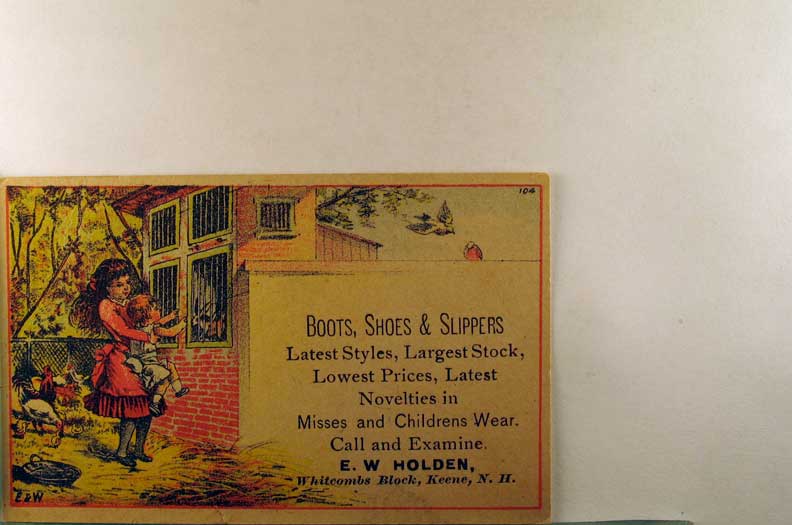 104
BOOTS, SHOES & SLIPPERS
Latest Styles, Largest Stock,
Lowest Prices, Latest
Novelties in
Misses and Childrens Wear.
Call and Examine.
E. W HOLDEN,
Whitcombs Block, Keene, N. H.
E&W